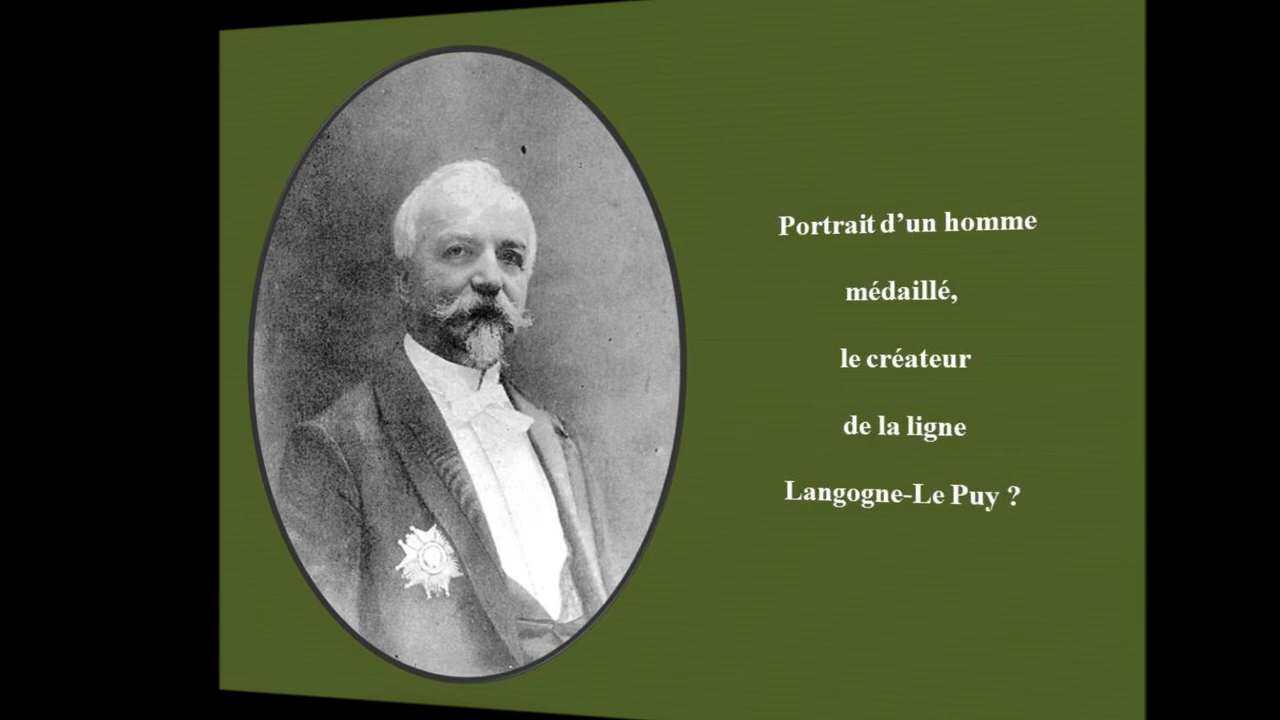 Portrait d’un homme
médaillé,
le créateur
de la ligne
Langogne-Le Puy ?